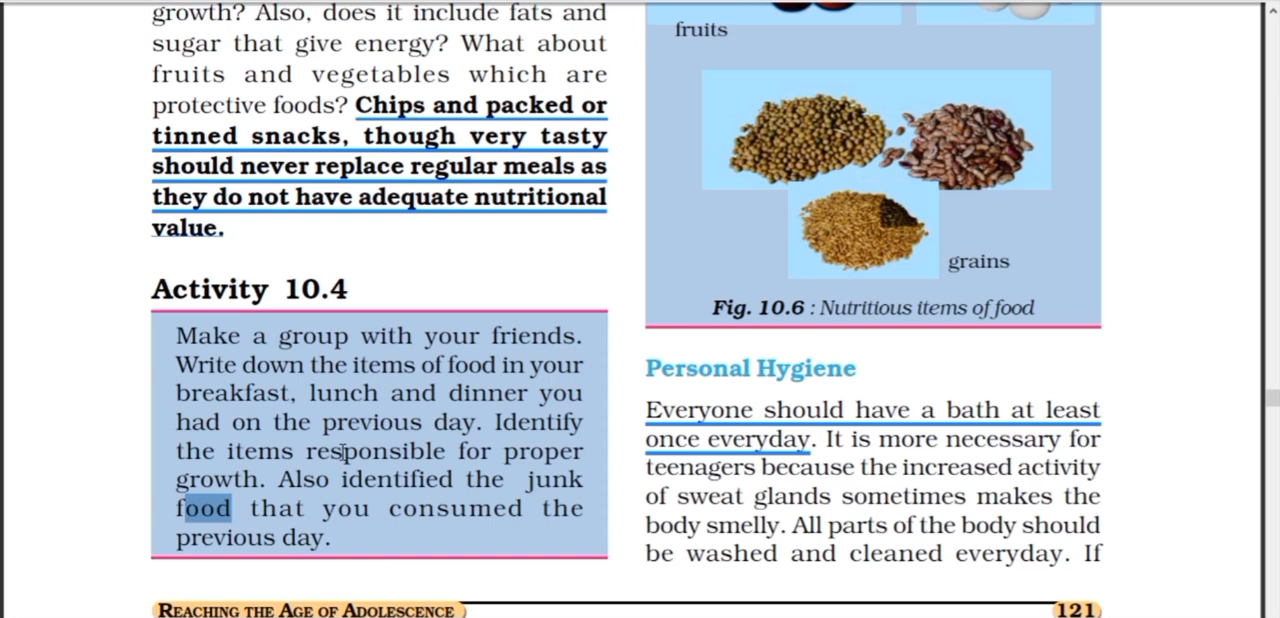 growth? Also, does it include fats and
sugar that give energy? What about
fruits and vegetables which are
protective foods? Chips and packed or
tinned snacks, though very tasty
should never replace regular meals as
they do not have adequate nutritional
value.
Activity 10.4
Make a group with your friends.
Write down the items of food in your
breakfast, lunch and dinner you
had on the previous day. Identify
the items responsible for proper
growth. Also identified the junk
food that you consumed the
previous day.
fruits
grains
Fig. 10.6 : Nutritious items of food
Personal Hygiene
Everyone should have a bath at least
once everyday. It is more necessary for
teenagers because the increased activity
of sweat glands sometimes makes the
body smelly. All parts of the body should
be washed and cleaned everyday. If
REACHING THE AGE OF ADOLESCENCE
121